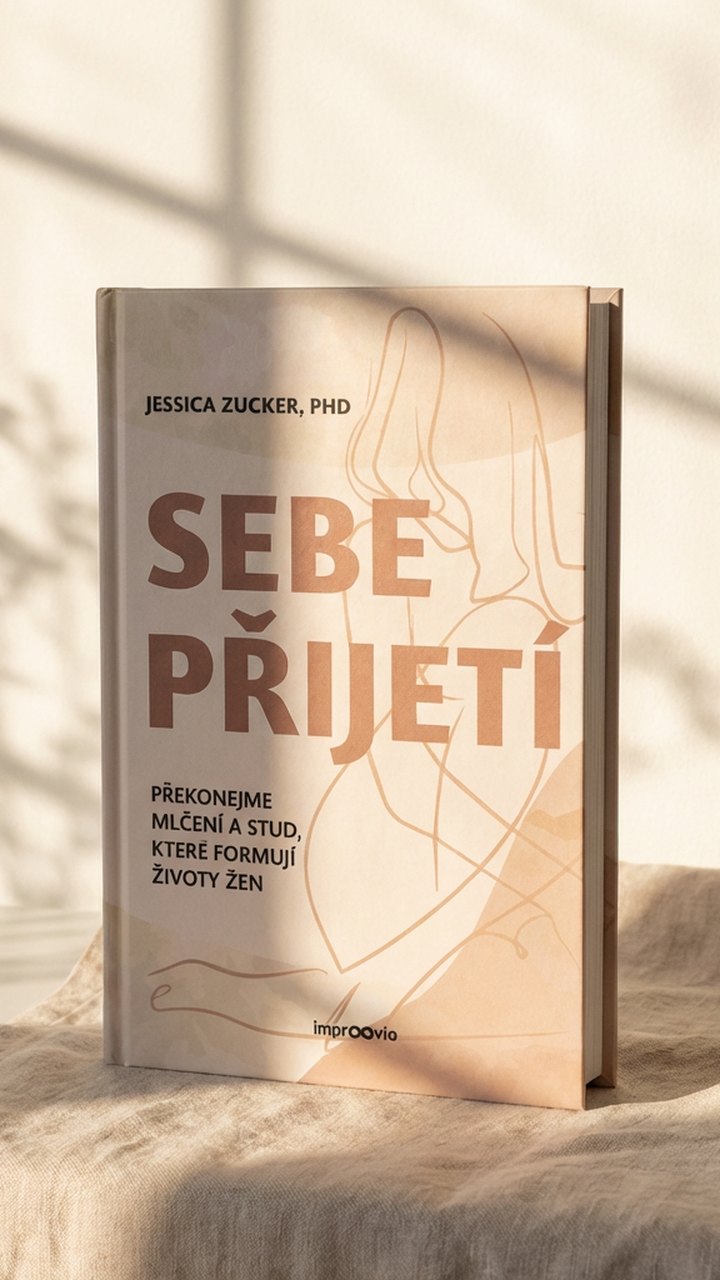 JESSICA ZUCKER, PHD
SEBE
PŘIJETÍ
PŘEKONEJME
MLČENÍ A STUD,
KTERÉ FORMUJÍ
ŽIVOTY ŽEN
improovio